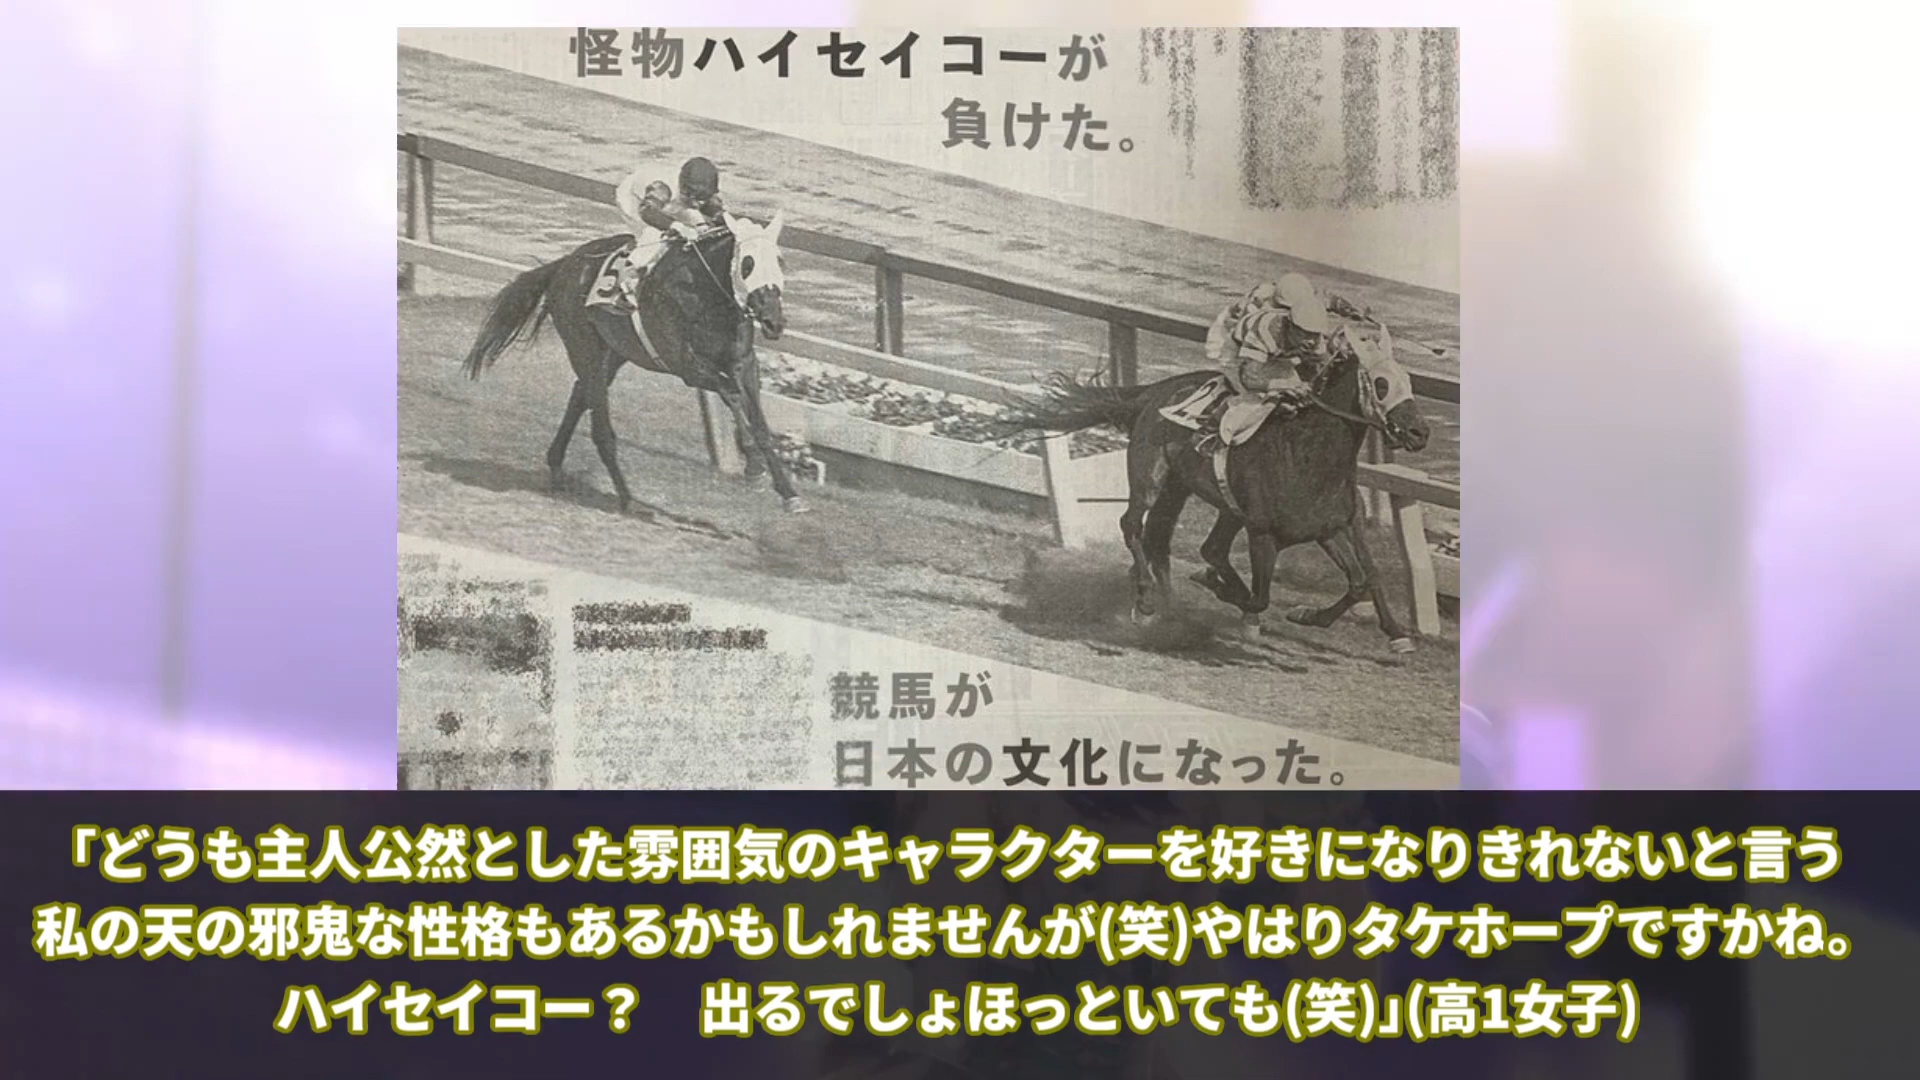 怪物ハイセイコーが
負けた。
5
2
競馬が
日本の文化になった。
「どうも主人公然とした雰囲気のキャラクターを好きになりきれないと言う
私の天の邪鬼な性格もあるかもしれませんが(笑)やはりタケホープですかね。
ハイセイコー？　出るでしょほっといても(笑)」(高1女子)